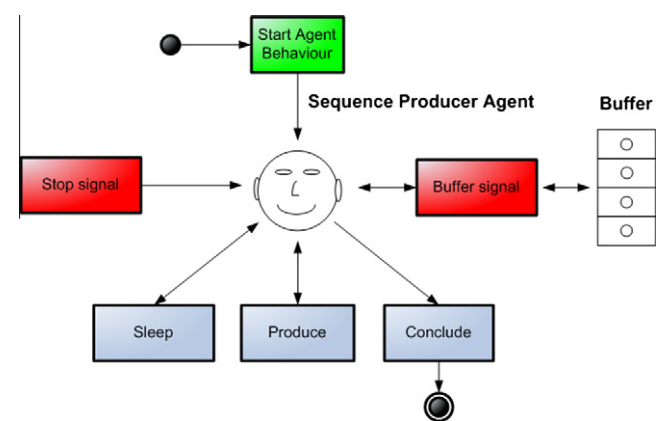 Start Agent
Behaviour
Sequence Producer Agent
Buffer
Stop signal
Buffer signal
Sleep
Produce
Conclude